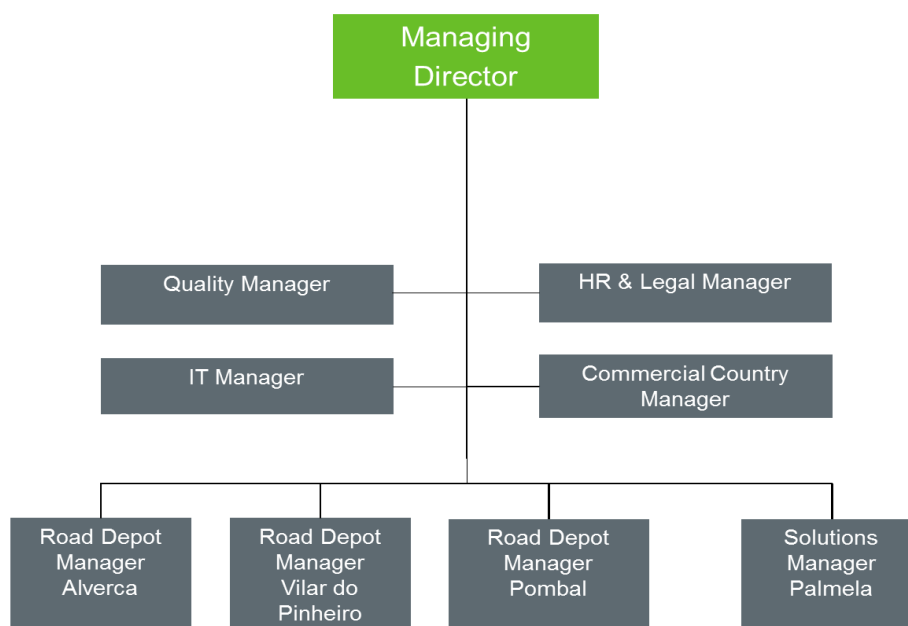 Managing
Director
Quality Manager
HR & Legal Manager
IT Manager
Commercial Country
Manager
Road Depot
Manager
Alverca
Road Depot
Manager
Vilar do
Pinheiro
Road Depot
Manager
Pombal
Solutions
Manager
Palmela